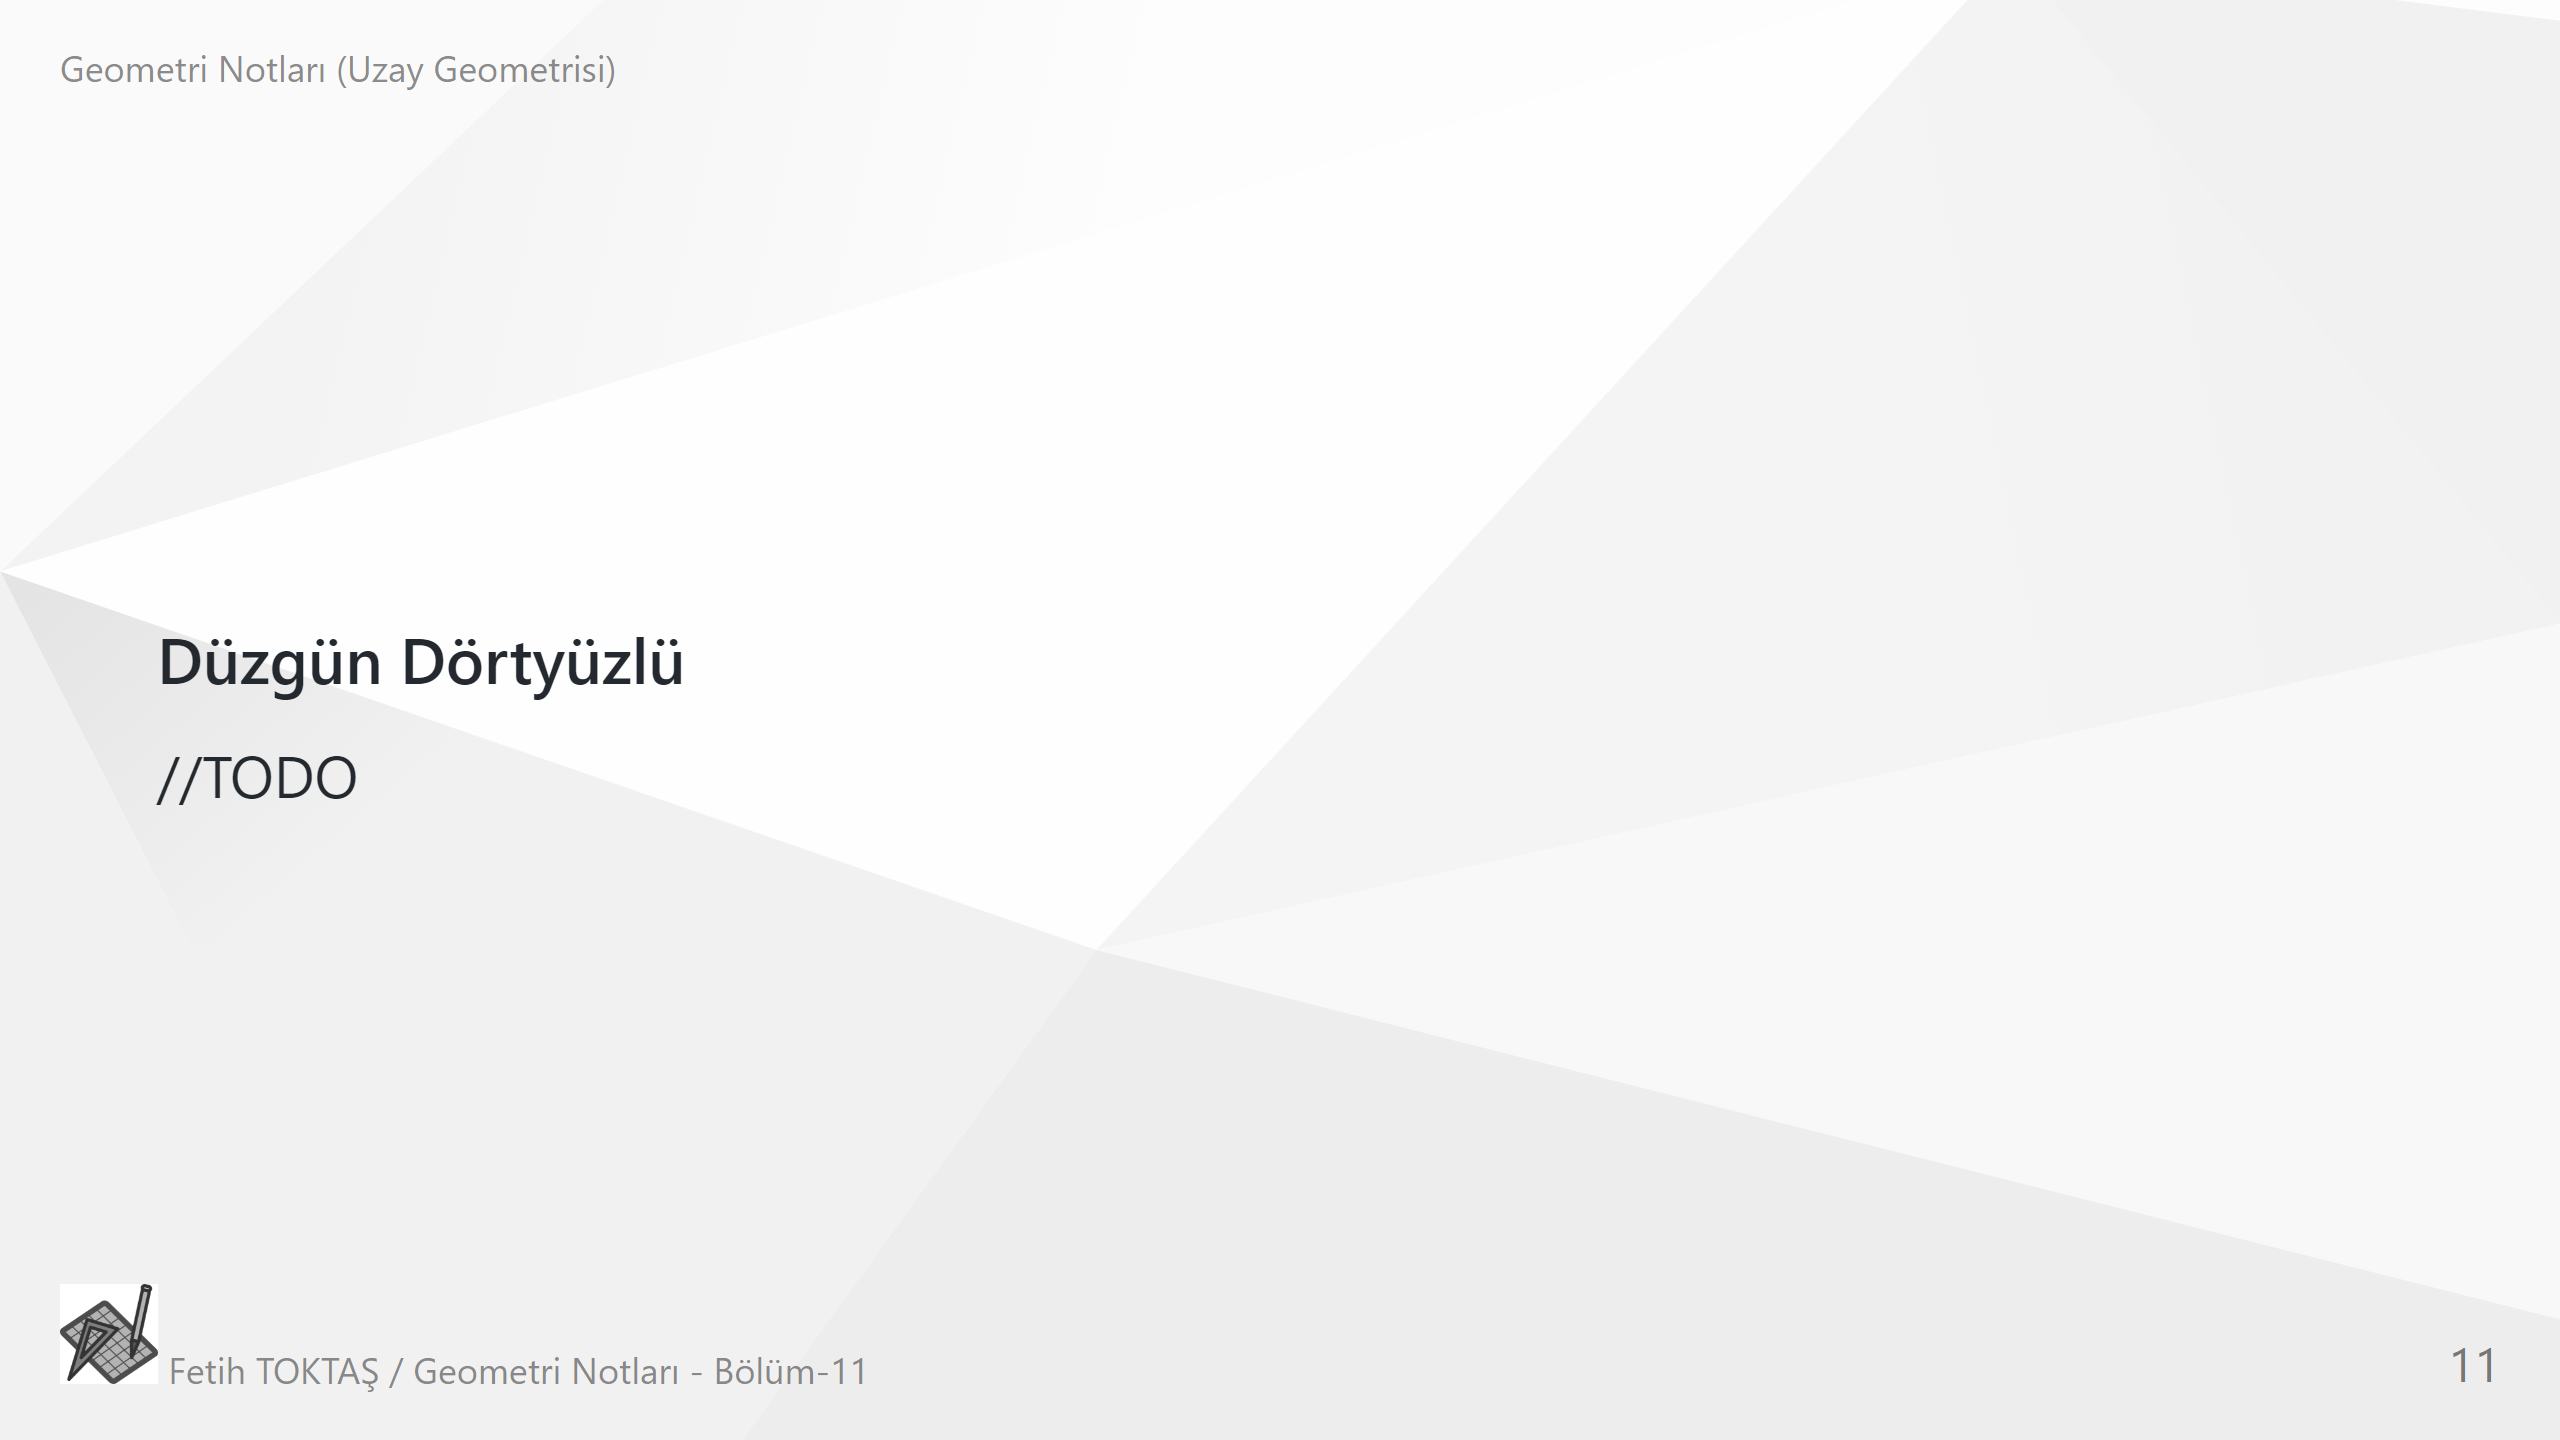 Geometri Notları (Uzay Geometrisi)
Düzgün Dörtyüzlü
//TODO
Fetih TOKTAŞ / Geometri Notları - Bölüm-11
11